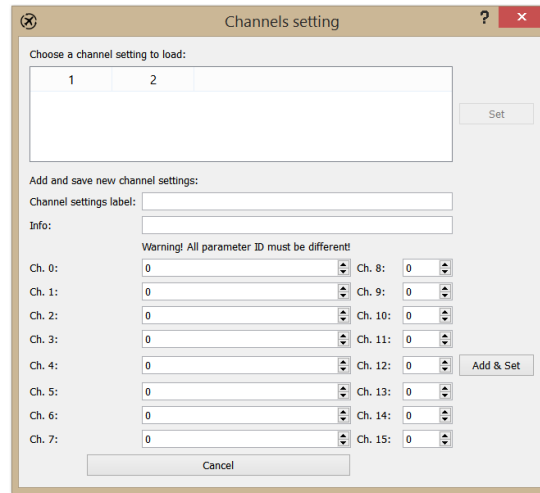 Channels setting ? ×
Choose a channel setting to load:
1 2
Set
Add and save new channel settings:
Channel settings label:
Info:
Warning! All parameter ID must be different!
Ch. 0: 0 Ch. 8: 0
Ch. 1: 0 Ch. 9: 0
Ch. 2: 0 Ch. 10: 0
Ch. 3: 0 Ch. 11: 0
Ch. 4: 0 Ch. 12: 0 Add & Set
Ch. 5: 0 Ch. 13: 0
Ch. 6: 0 Ch. 14: 0
Ch. 7: 0 Ch. 15: 0
Cancel